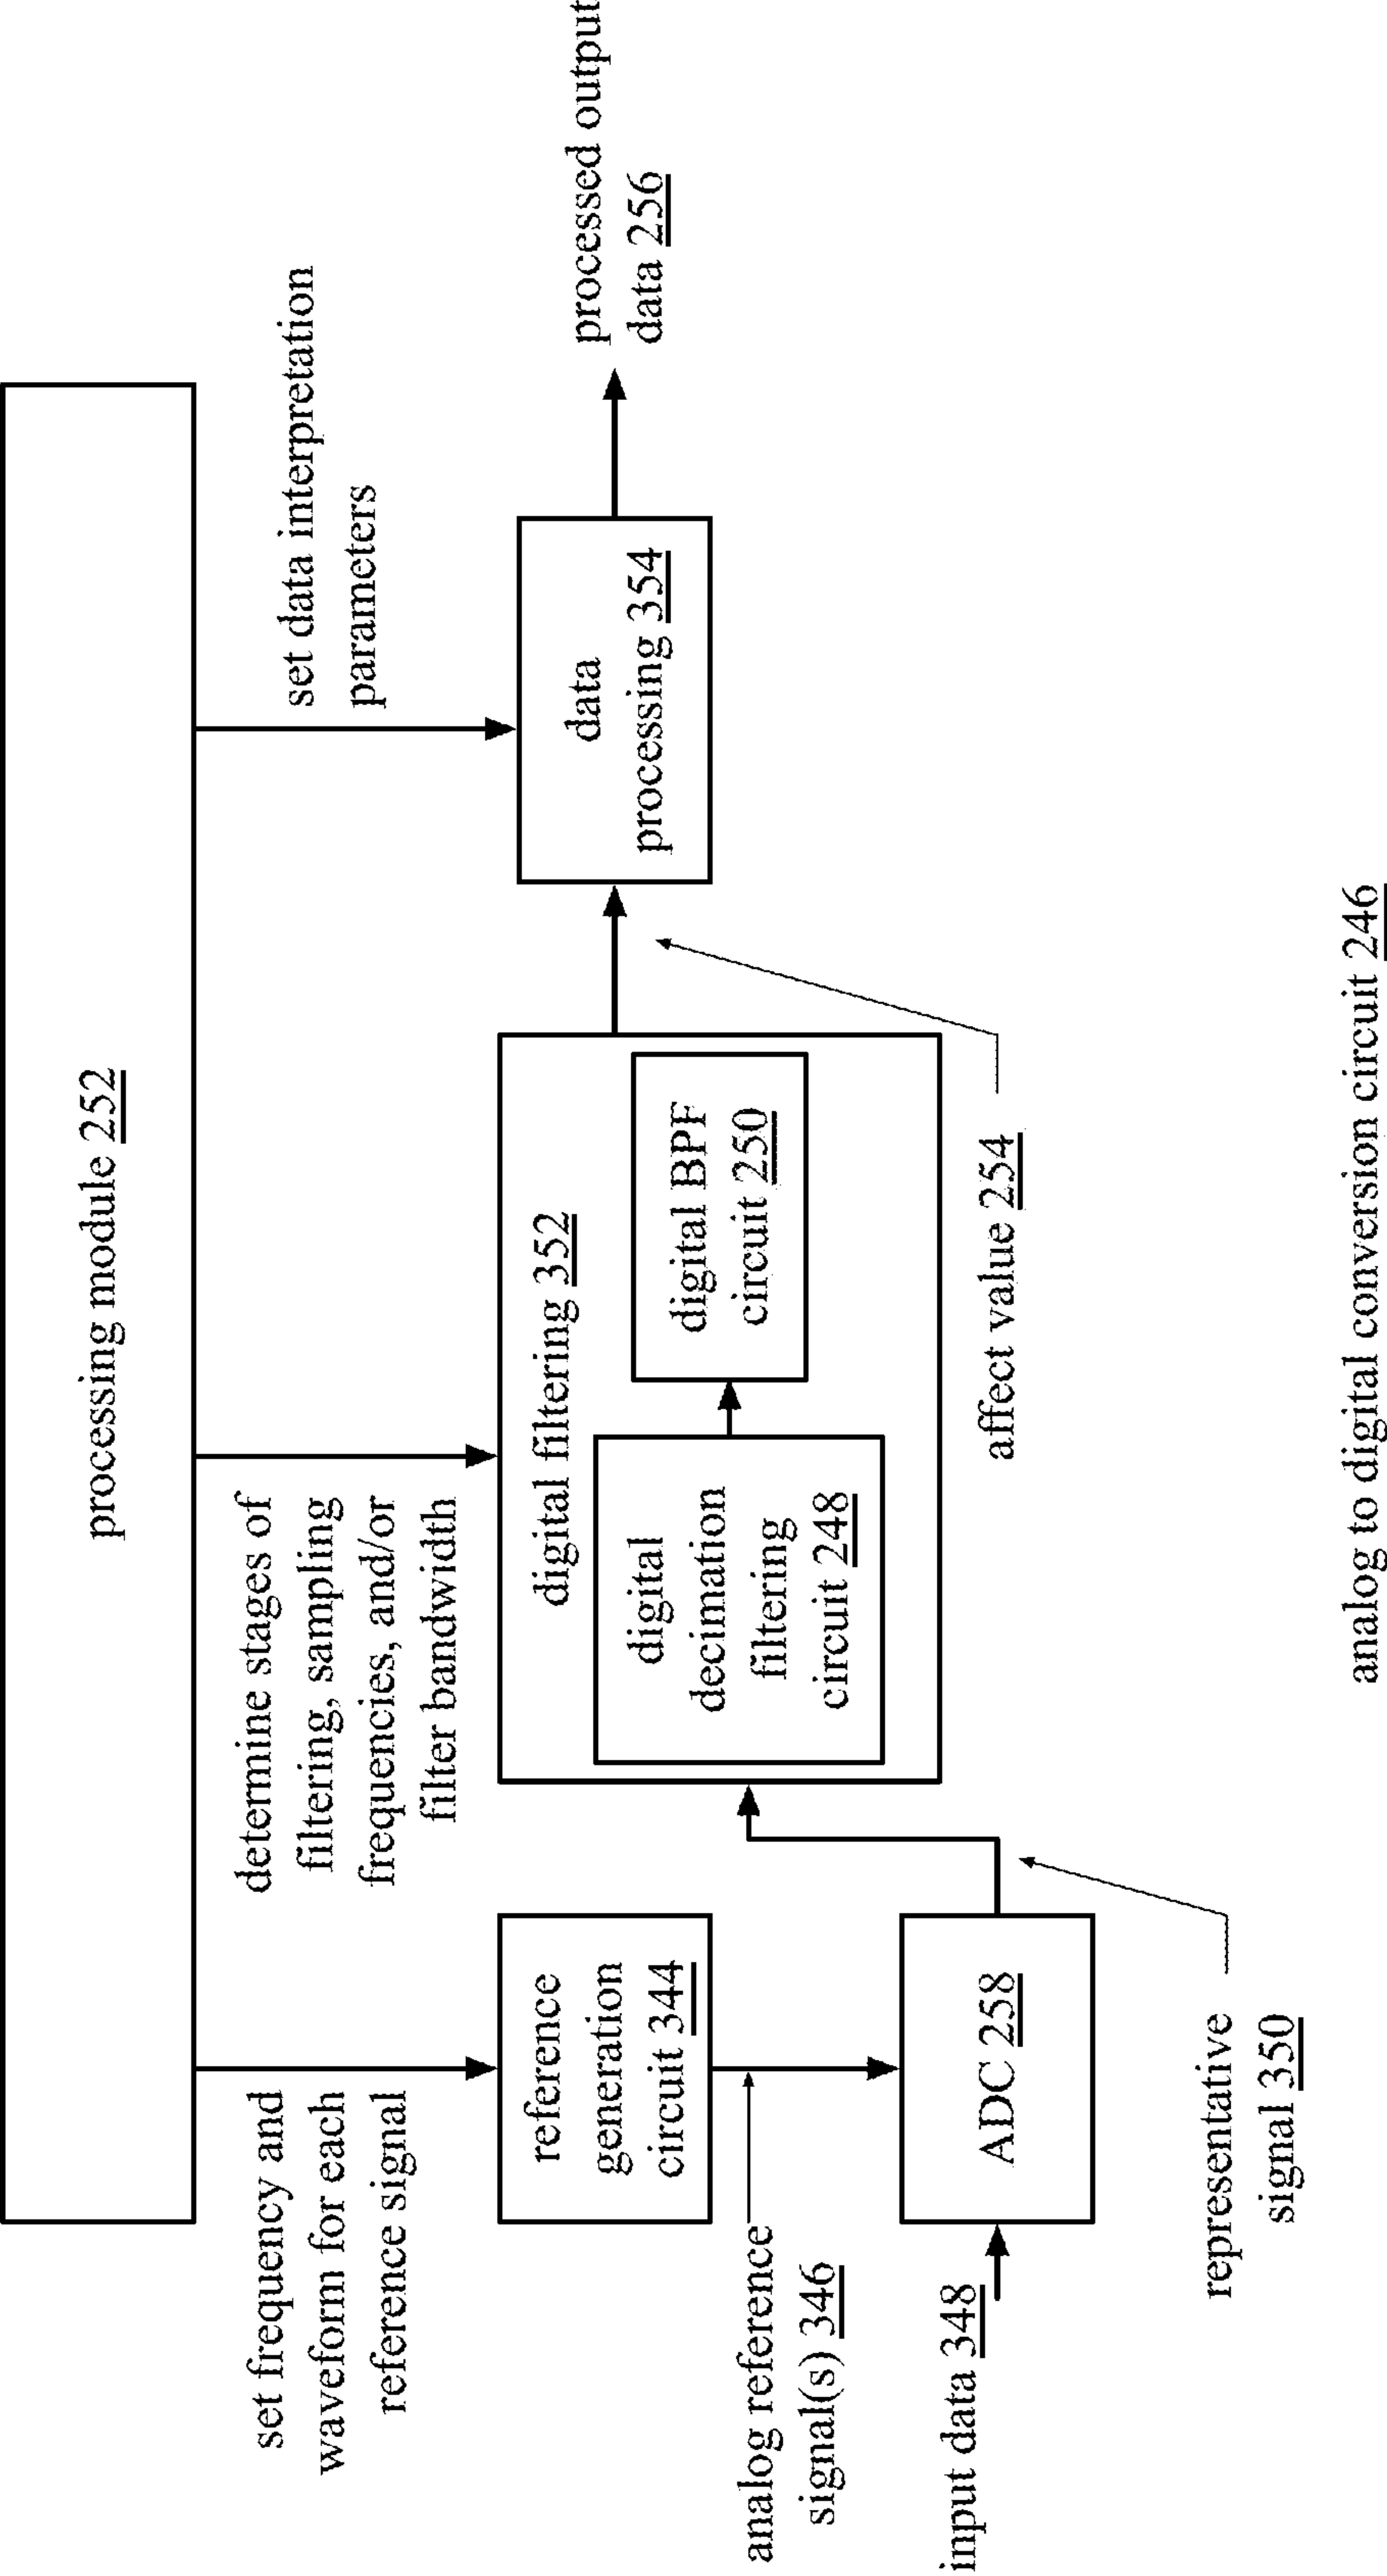 processing module 252
set frequency and
waveform for each
reference signal
determine stages of
filtering, sampling
frequencies, and/or
filter bandwidth
set data interpretation
parameters
reference
generation
circuit 344
digital filtering 352
digital
decimation
filtering
circuit 248
digital BPF
circuit 250
data
processing 354
processed output
data 256
analog reference
signal(s) 346
input data 348
ADC 258
affect value 254
representative
signal 350
analog to digital conversion circuit 246